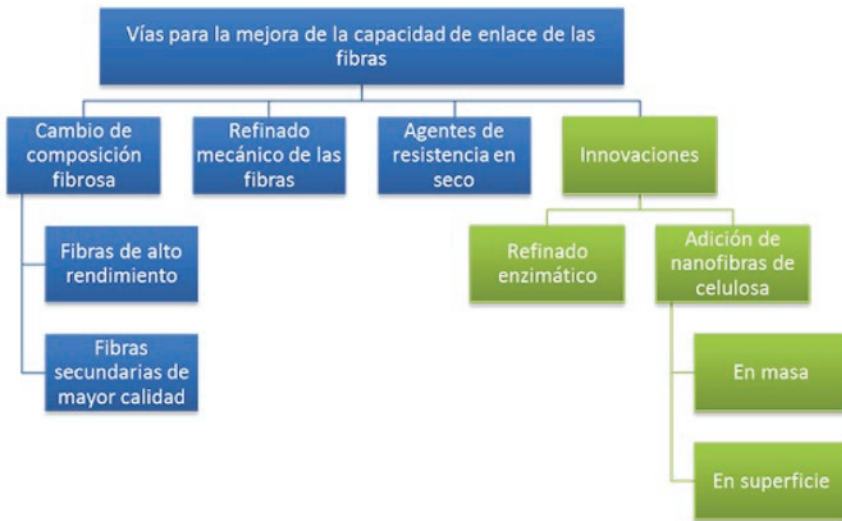 Vías para la mejora de la capacidad de enlace de las
fibras
Cambio de
composición
fibrosa
Refinado
mecánico de las
fibras
Agentes de
resistencia en
seco
Innovaciones
Fibras de alto
rendimiento
Fibras
secundarias de
mayor calidad
Refinado
enzimático
Adición de
nanofibras de
celulosa
En masa
En superficie